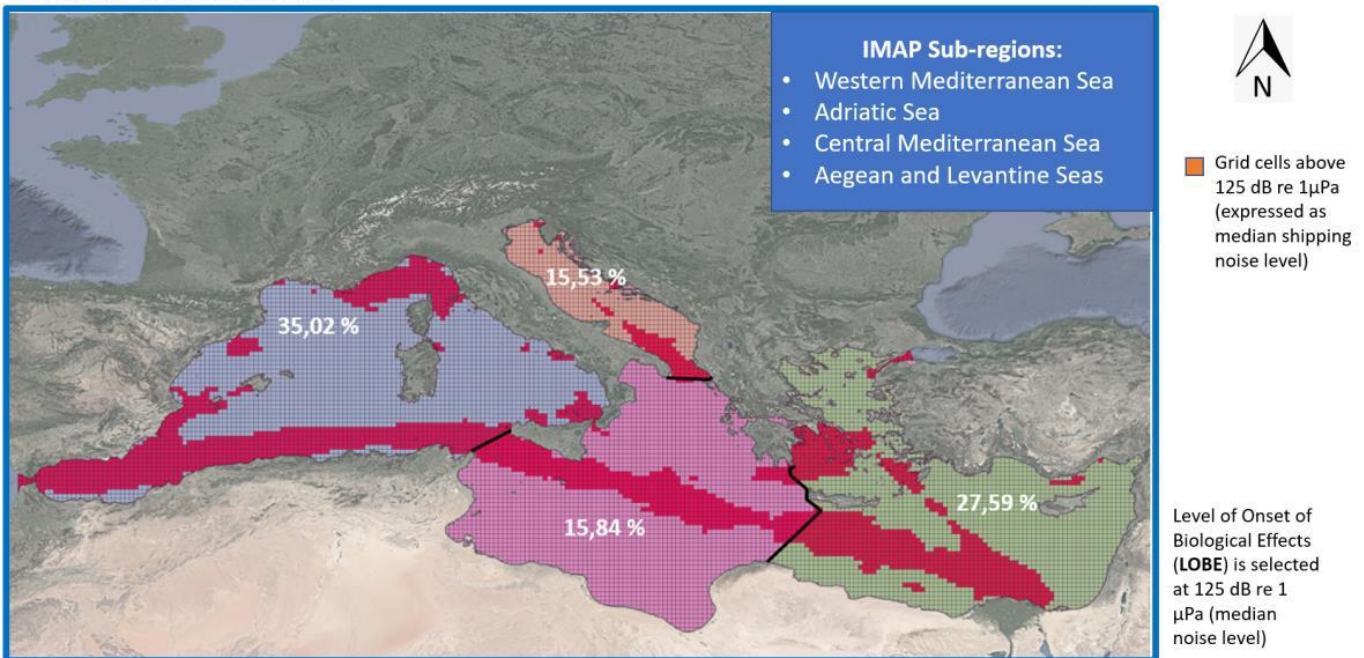 IMAP Sub-regions:
• Western Mediterranean Sea
• Adriatic Sea
• Central Mediterranean Sea
• Aegean and Levantine Seas
N
Grid cells above
125 dB re 1µPa
(expressed as
median shipping
noise level)
15,53 %
35,02 %
27,59 %
15,84 %
Level of Onset of
Biological Effects
(LOBE) is selected
at 125 dB re 1
µPa (median
noise level)